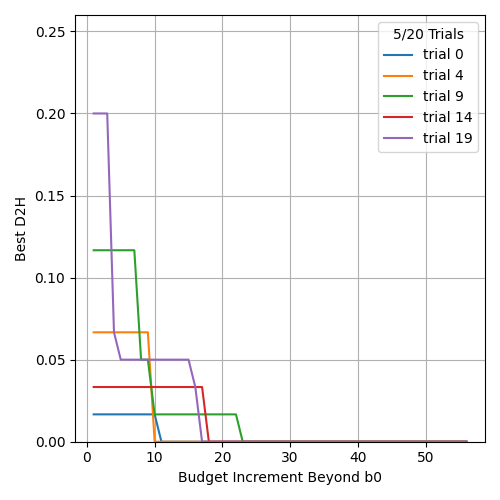 5/20 Trials
trial 0
trial 4
trial 9
trial 14
trial 19
Best D2H
0.25
0.20
0.15
0.10
0.05
0.00
0 10 20 30 40 50
Budget Increment Beyond b0